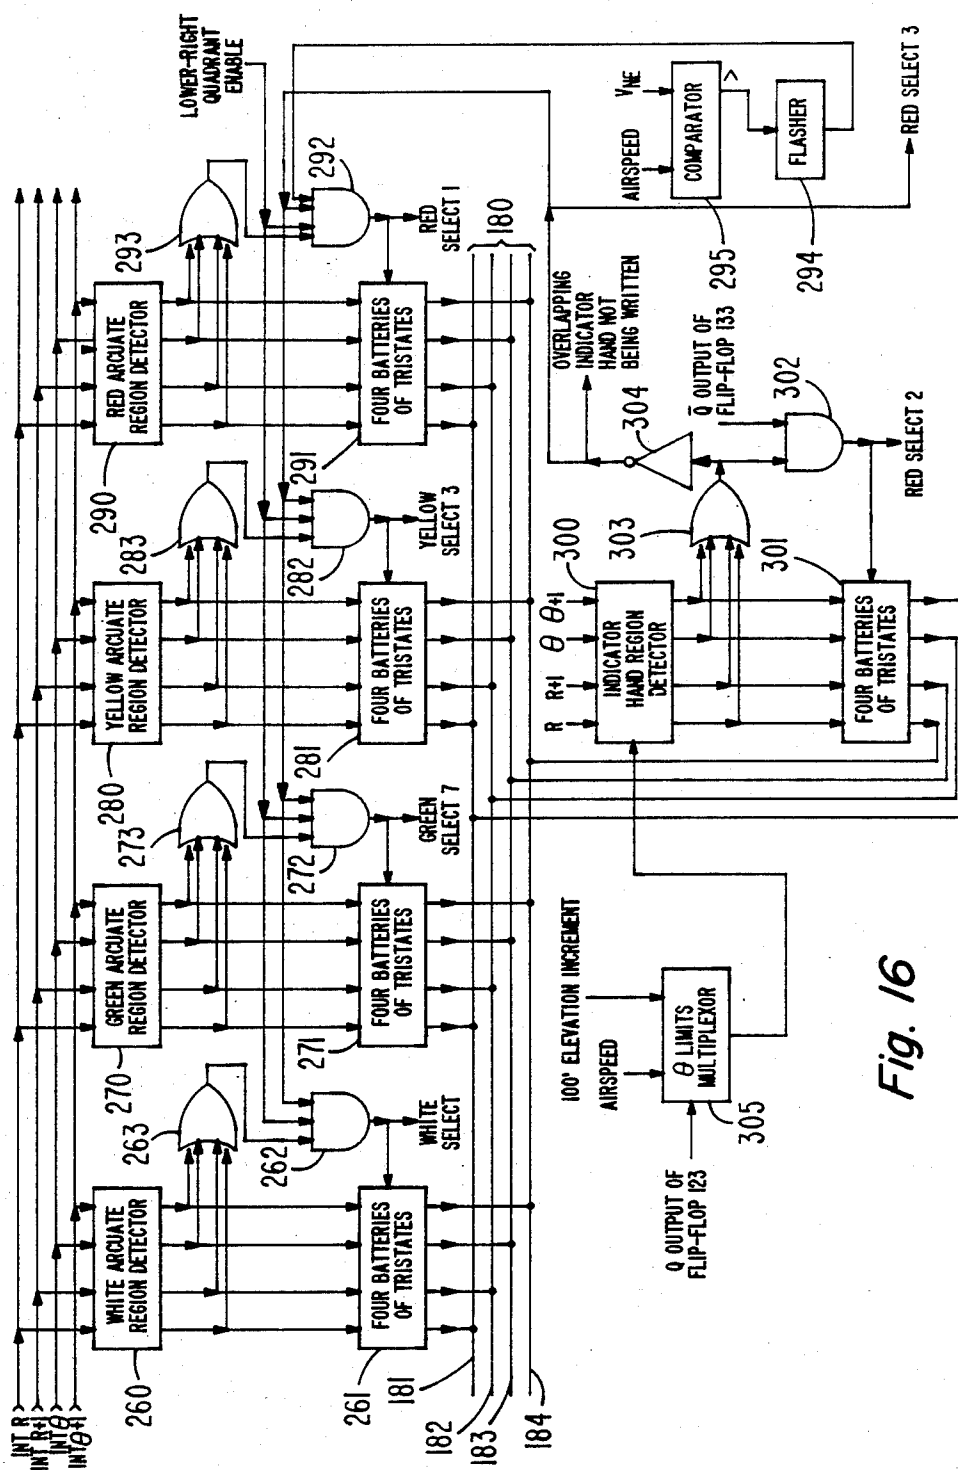 INT R
INT R+1
INT θ
INT θ+1
LOWER-RIGHT
QUADRANT
ENABLE
WHITE ARCUATE
REGION DETECTOR
260
263
262
FOUR BATTERIES
OF TRISTATES
261
WHITE
SELECT
GREEN ARCUATE
REGION DETECTOR
270
273
272
FOUR BATTERIES
OF TRISTATES
271
GREEN
SELECT 7
YELLOW ARCUATE
REGION DETECTOR
280
283
282
FOUR BATTERIES
OF TRISTATES
281
YELLOW
SELECT 3
RED ARCUATE
REGION DETECTOR
290
293
292
FOUR BATTERIES
OF TRISTATES
291
RED
SELECT 1
181
182
183
184
180
Q OUTPUT OF
FLIP-FLOP 123
AIRSPEED
100' ELEVATION INCREMENT
θ LIMITS
MULTIPLEXOR
305
R
R+1
θ
θ+1
INDICATOR
HAND REGION
DETECTOR
300
303
FOUR BATTERIES
OF TRISTATES
301
304
OVERLAPPING
INDICATOR
HAND NOT
BEING WRITTEN
Q̅ OUTPUT OF
FLIP-FLOP 133
302
RED SELECT 2
AIRSPEED
VNE
COMPARATOR
295
>
FLASHER
294
RED SELECT 3
Fig. 16